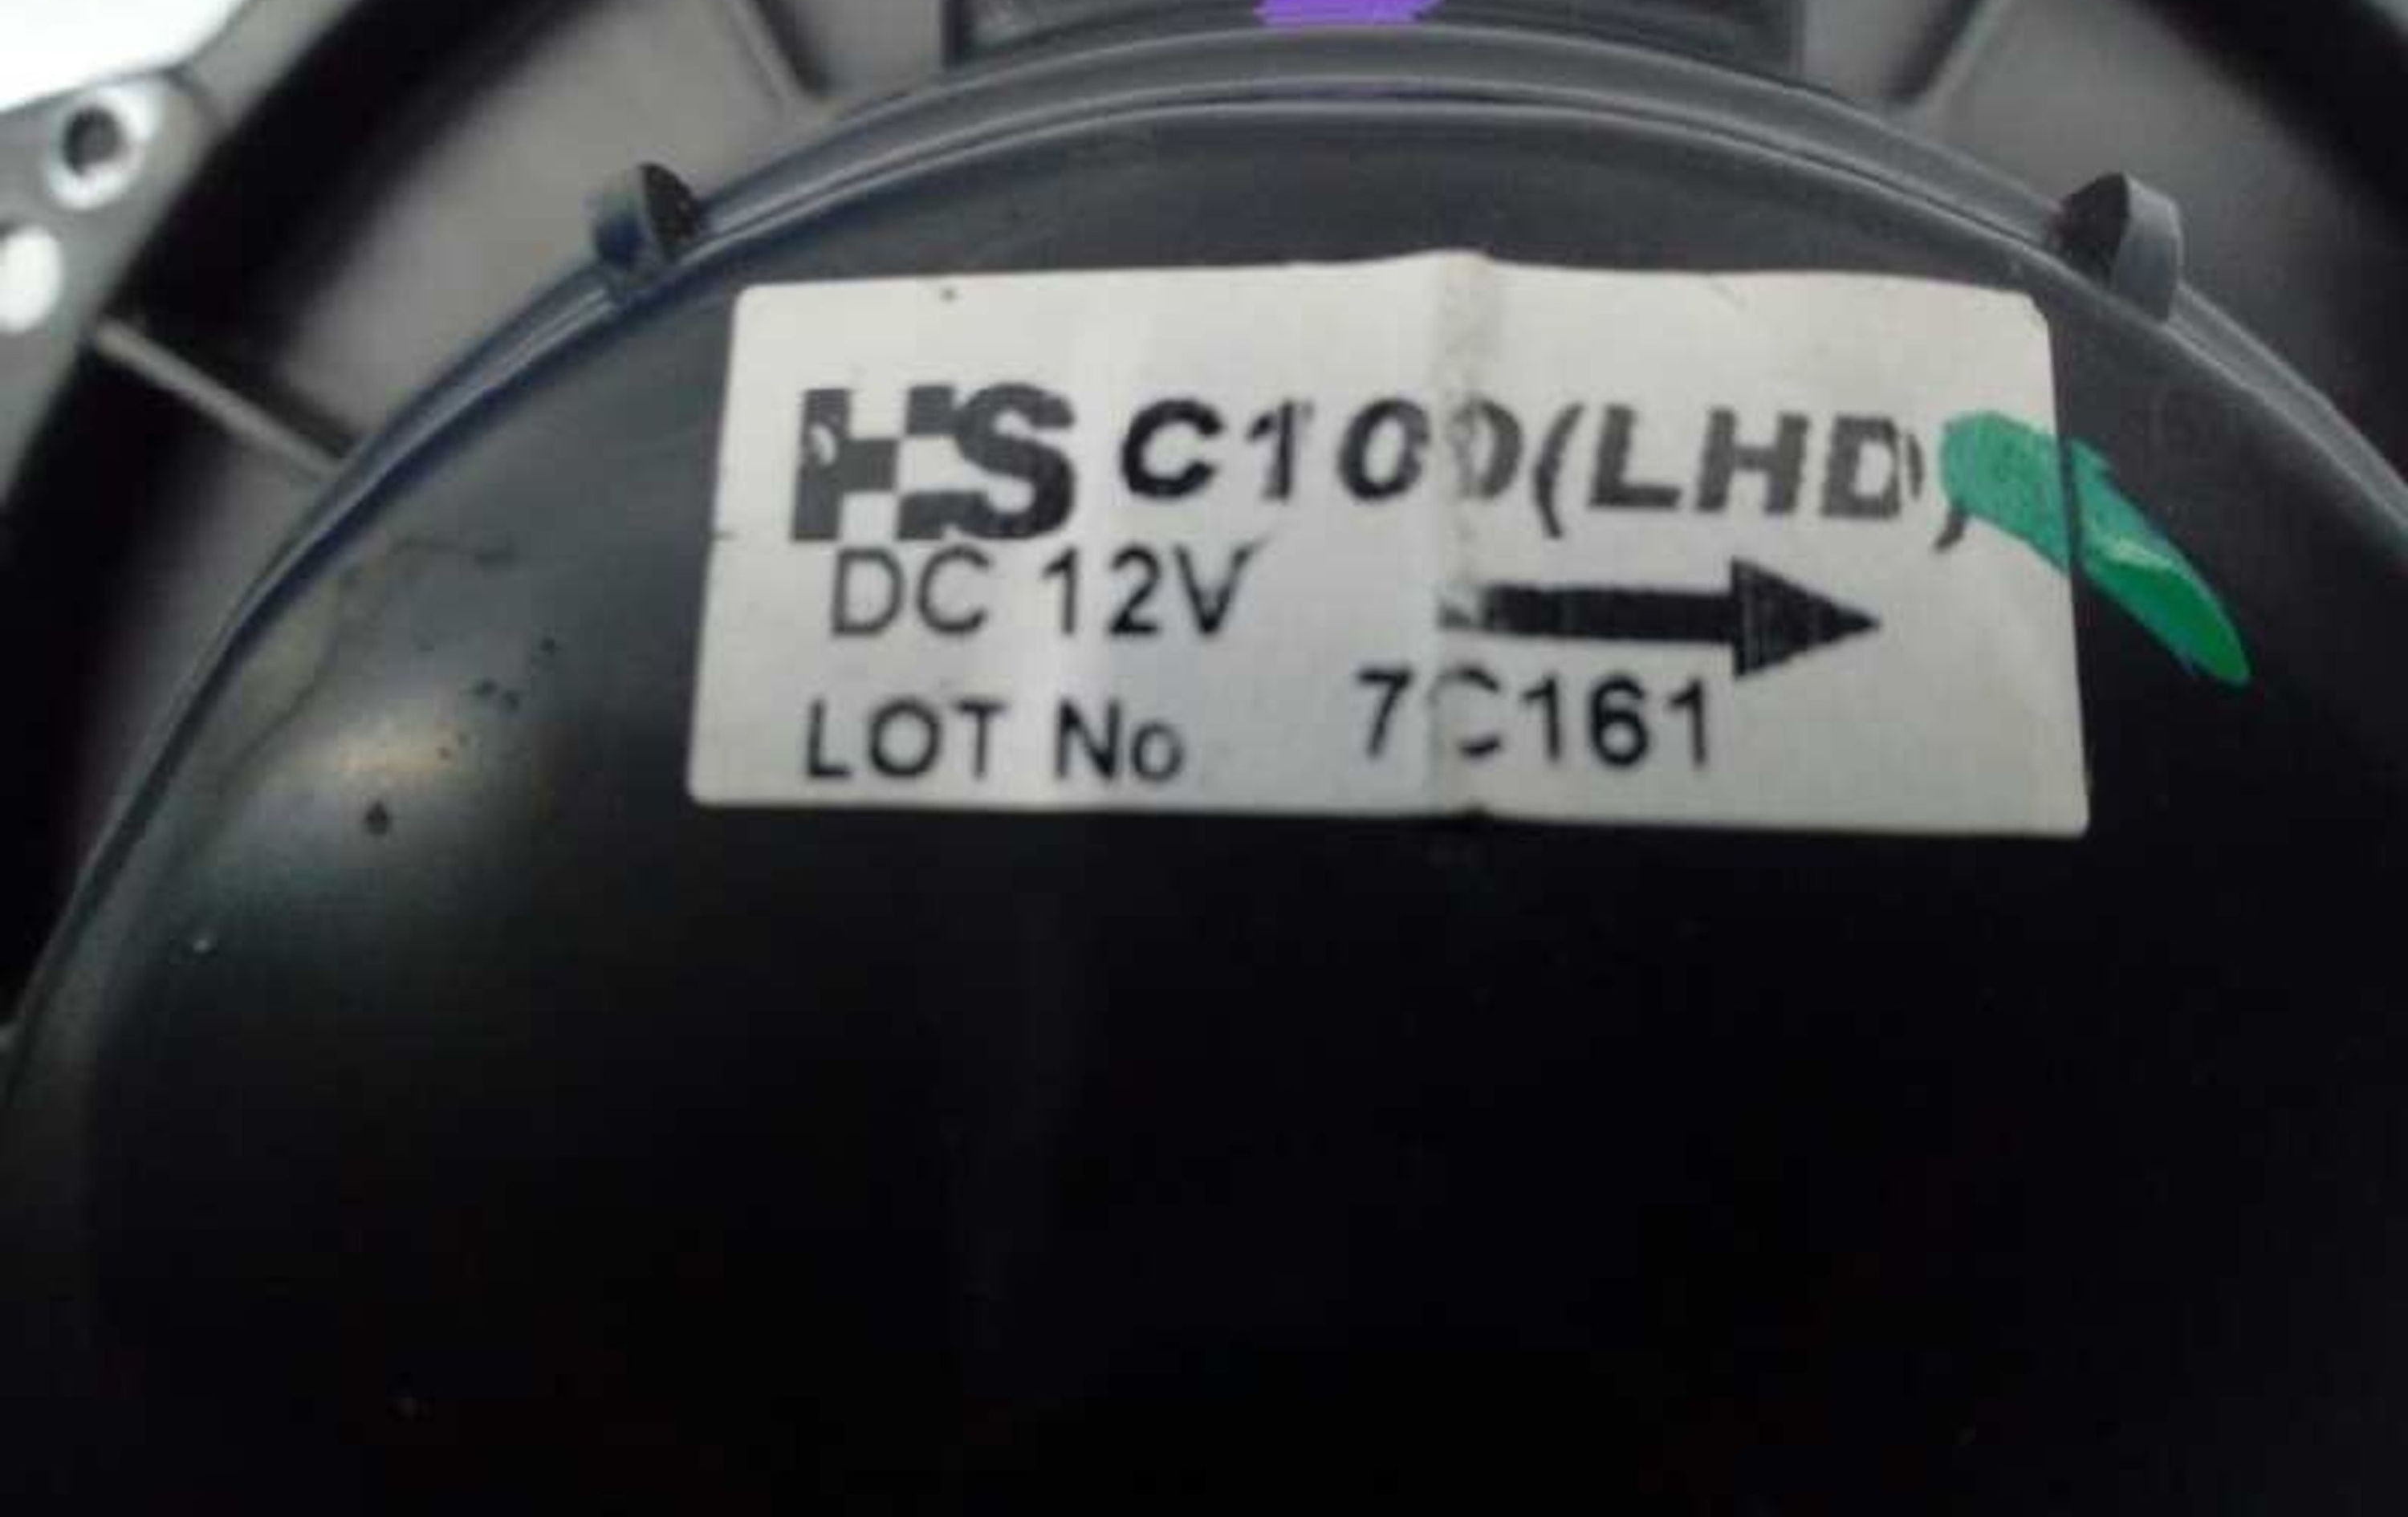 HS C100(LHD)
DC 12V
LOT No 7C161